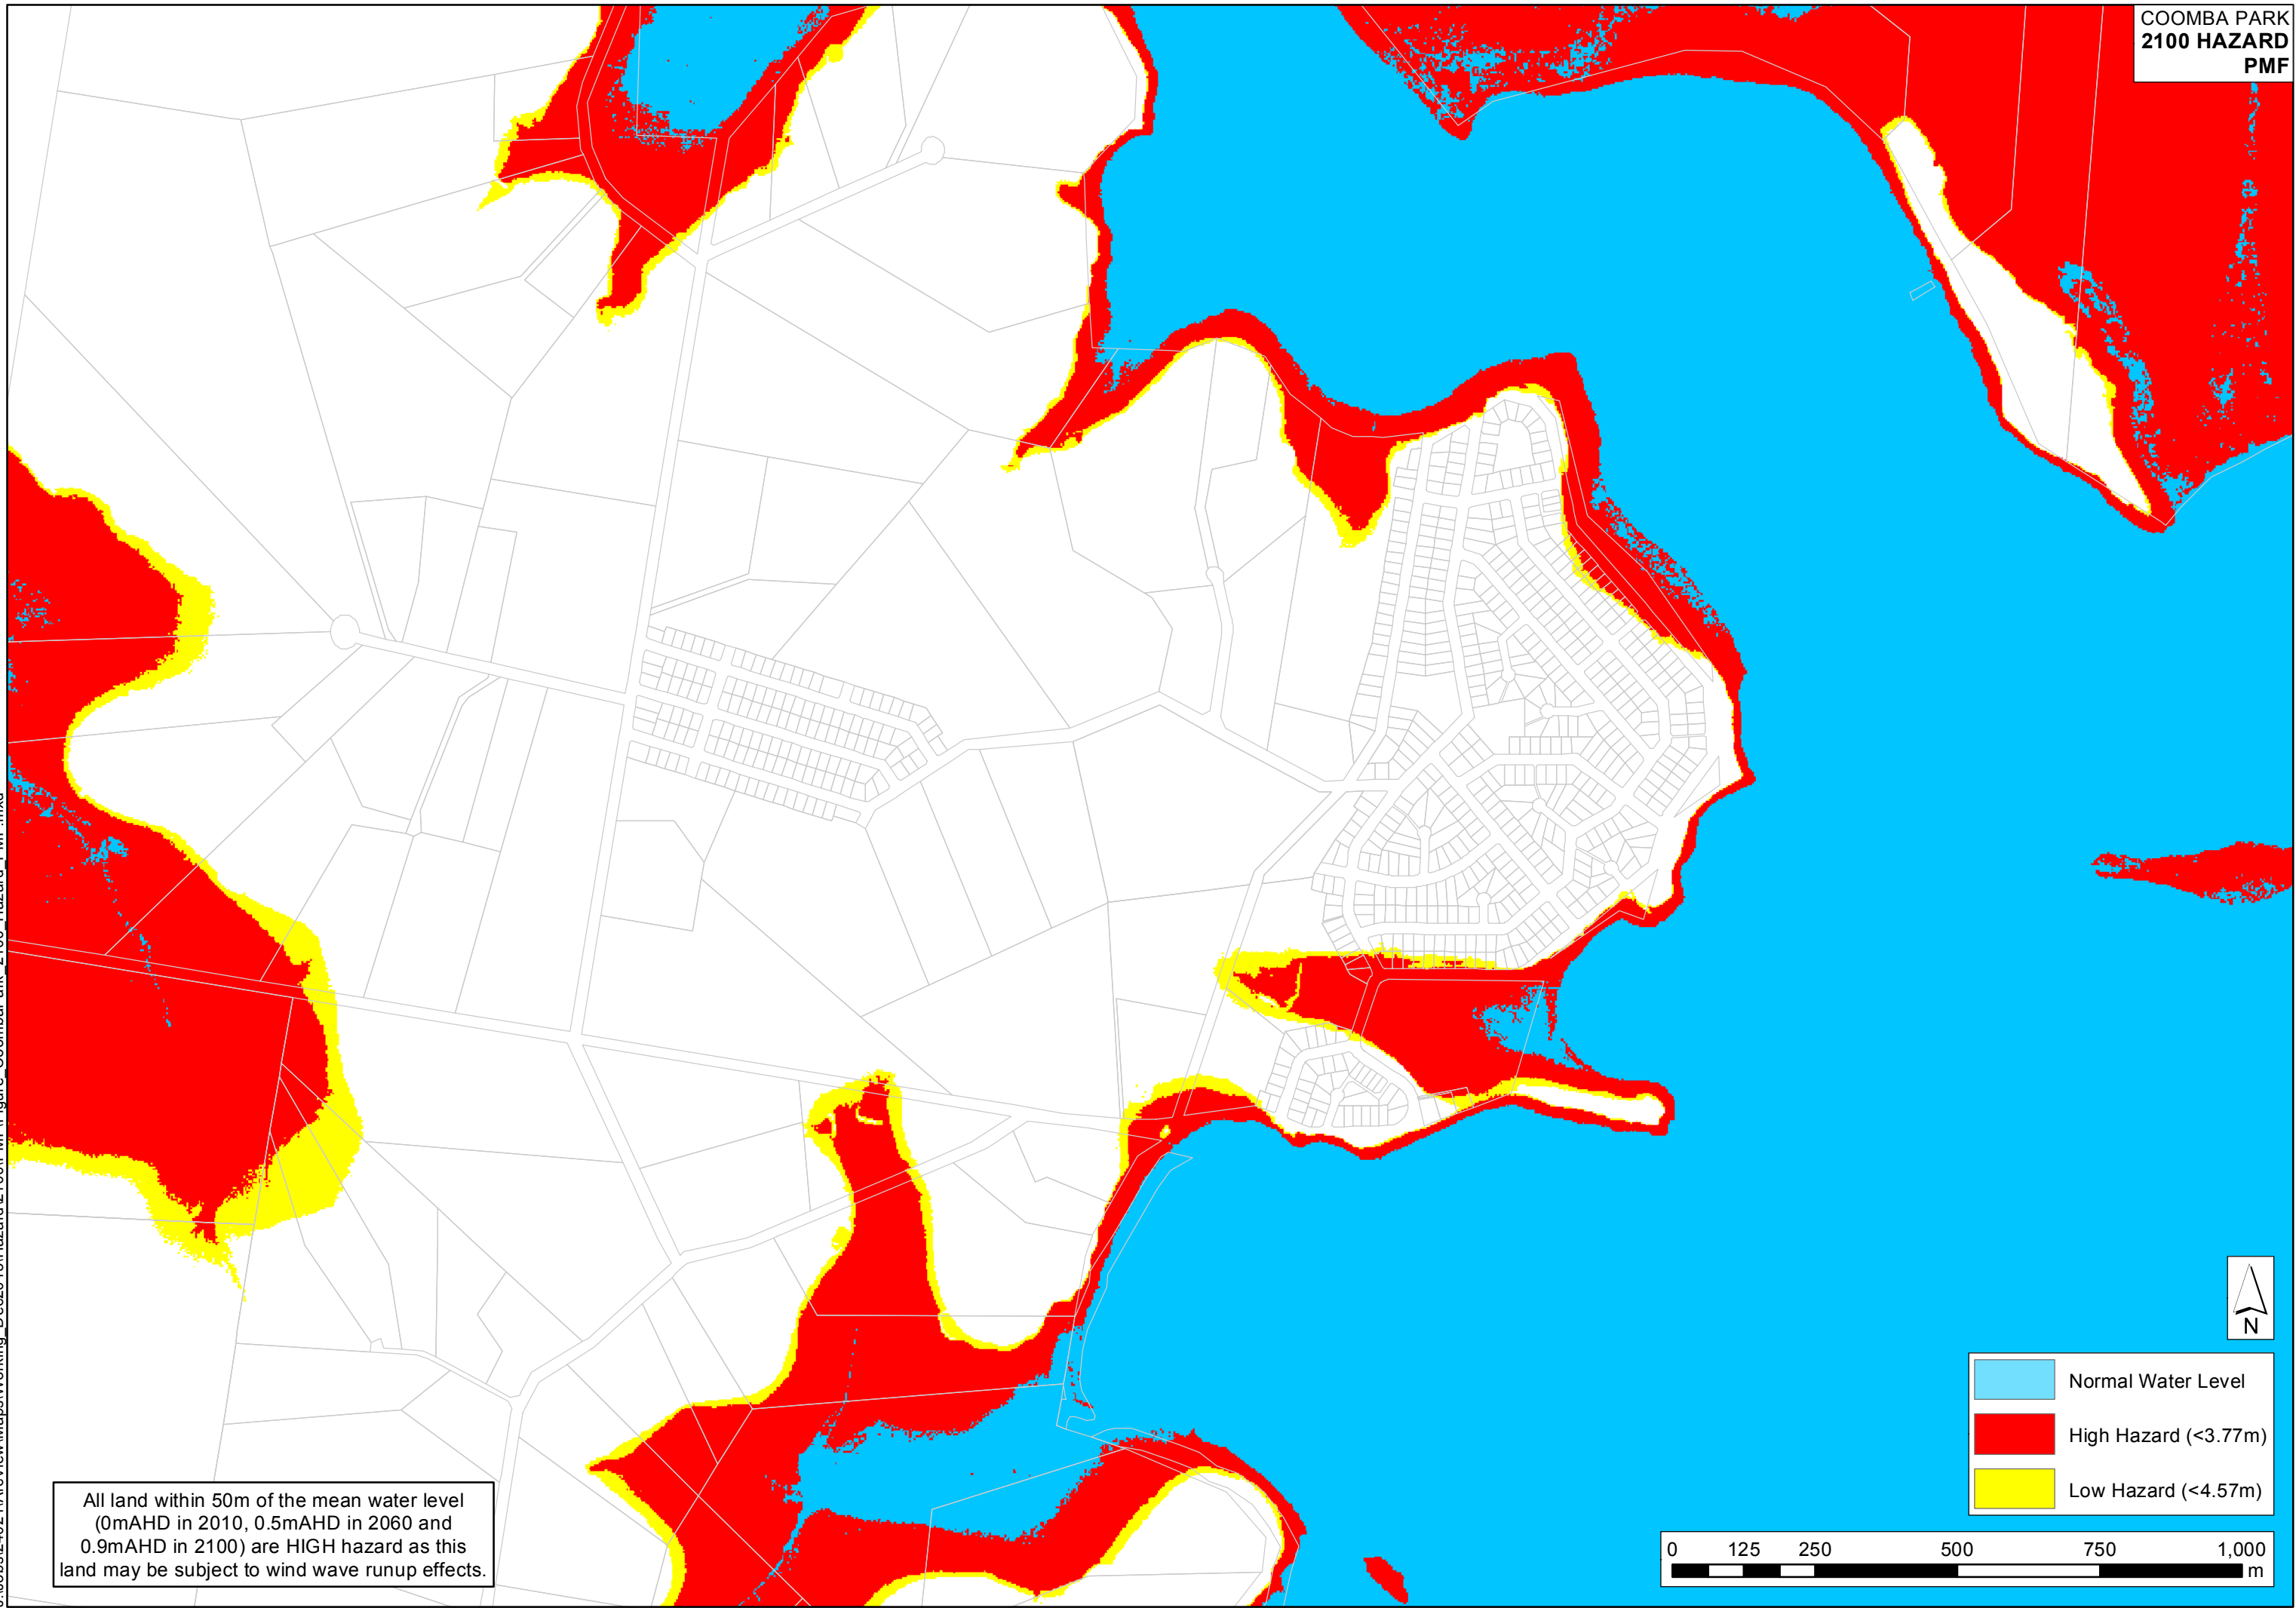 COOMBA PARK
2100 HAZARD
PMF
N
Normal Water Level
High Hazard (<3.77m)
Low Hazard (<4.57m)
0 125 250 500 750 1,000
m
All land within 50m of the mean water level
(0mAHD in 2010, 0.5mAHD in 2060 and
0.9mAHD in 2100) are HIGH hazard as this
land may be subject to wind wave runup effects.